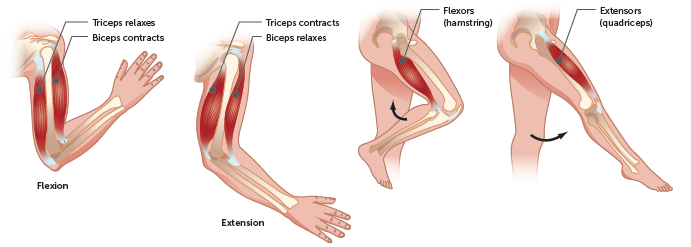 Triceps relaxes
Biceps contracts
Flexion
Triceps contracts
Biceps relaxes
Extension
Flexors
(hamstring)
Extensors
(quadriceps)